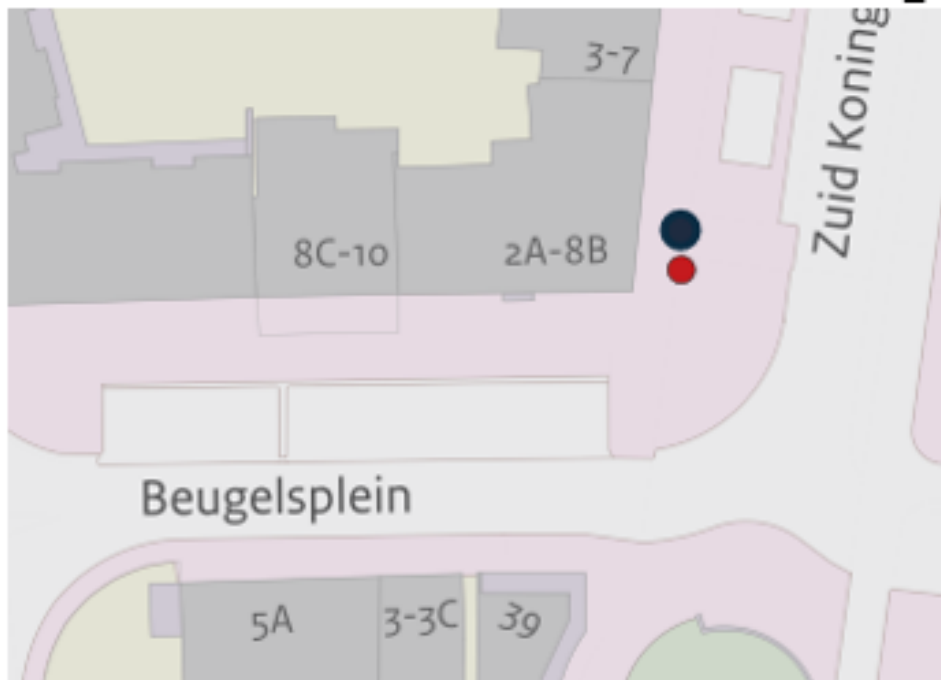 3-7
Zuid Koning
8C-10
2A-8B
Beugelsplein
5A
3-3C
39